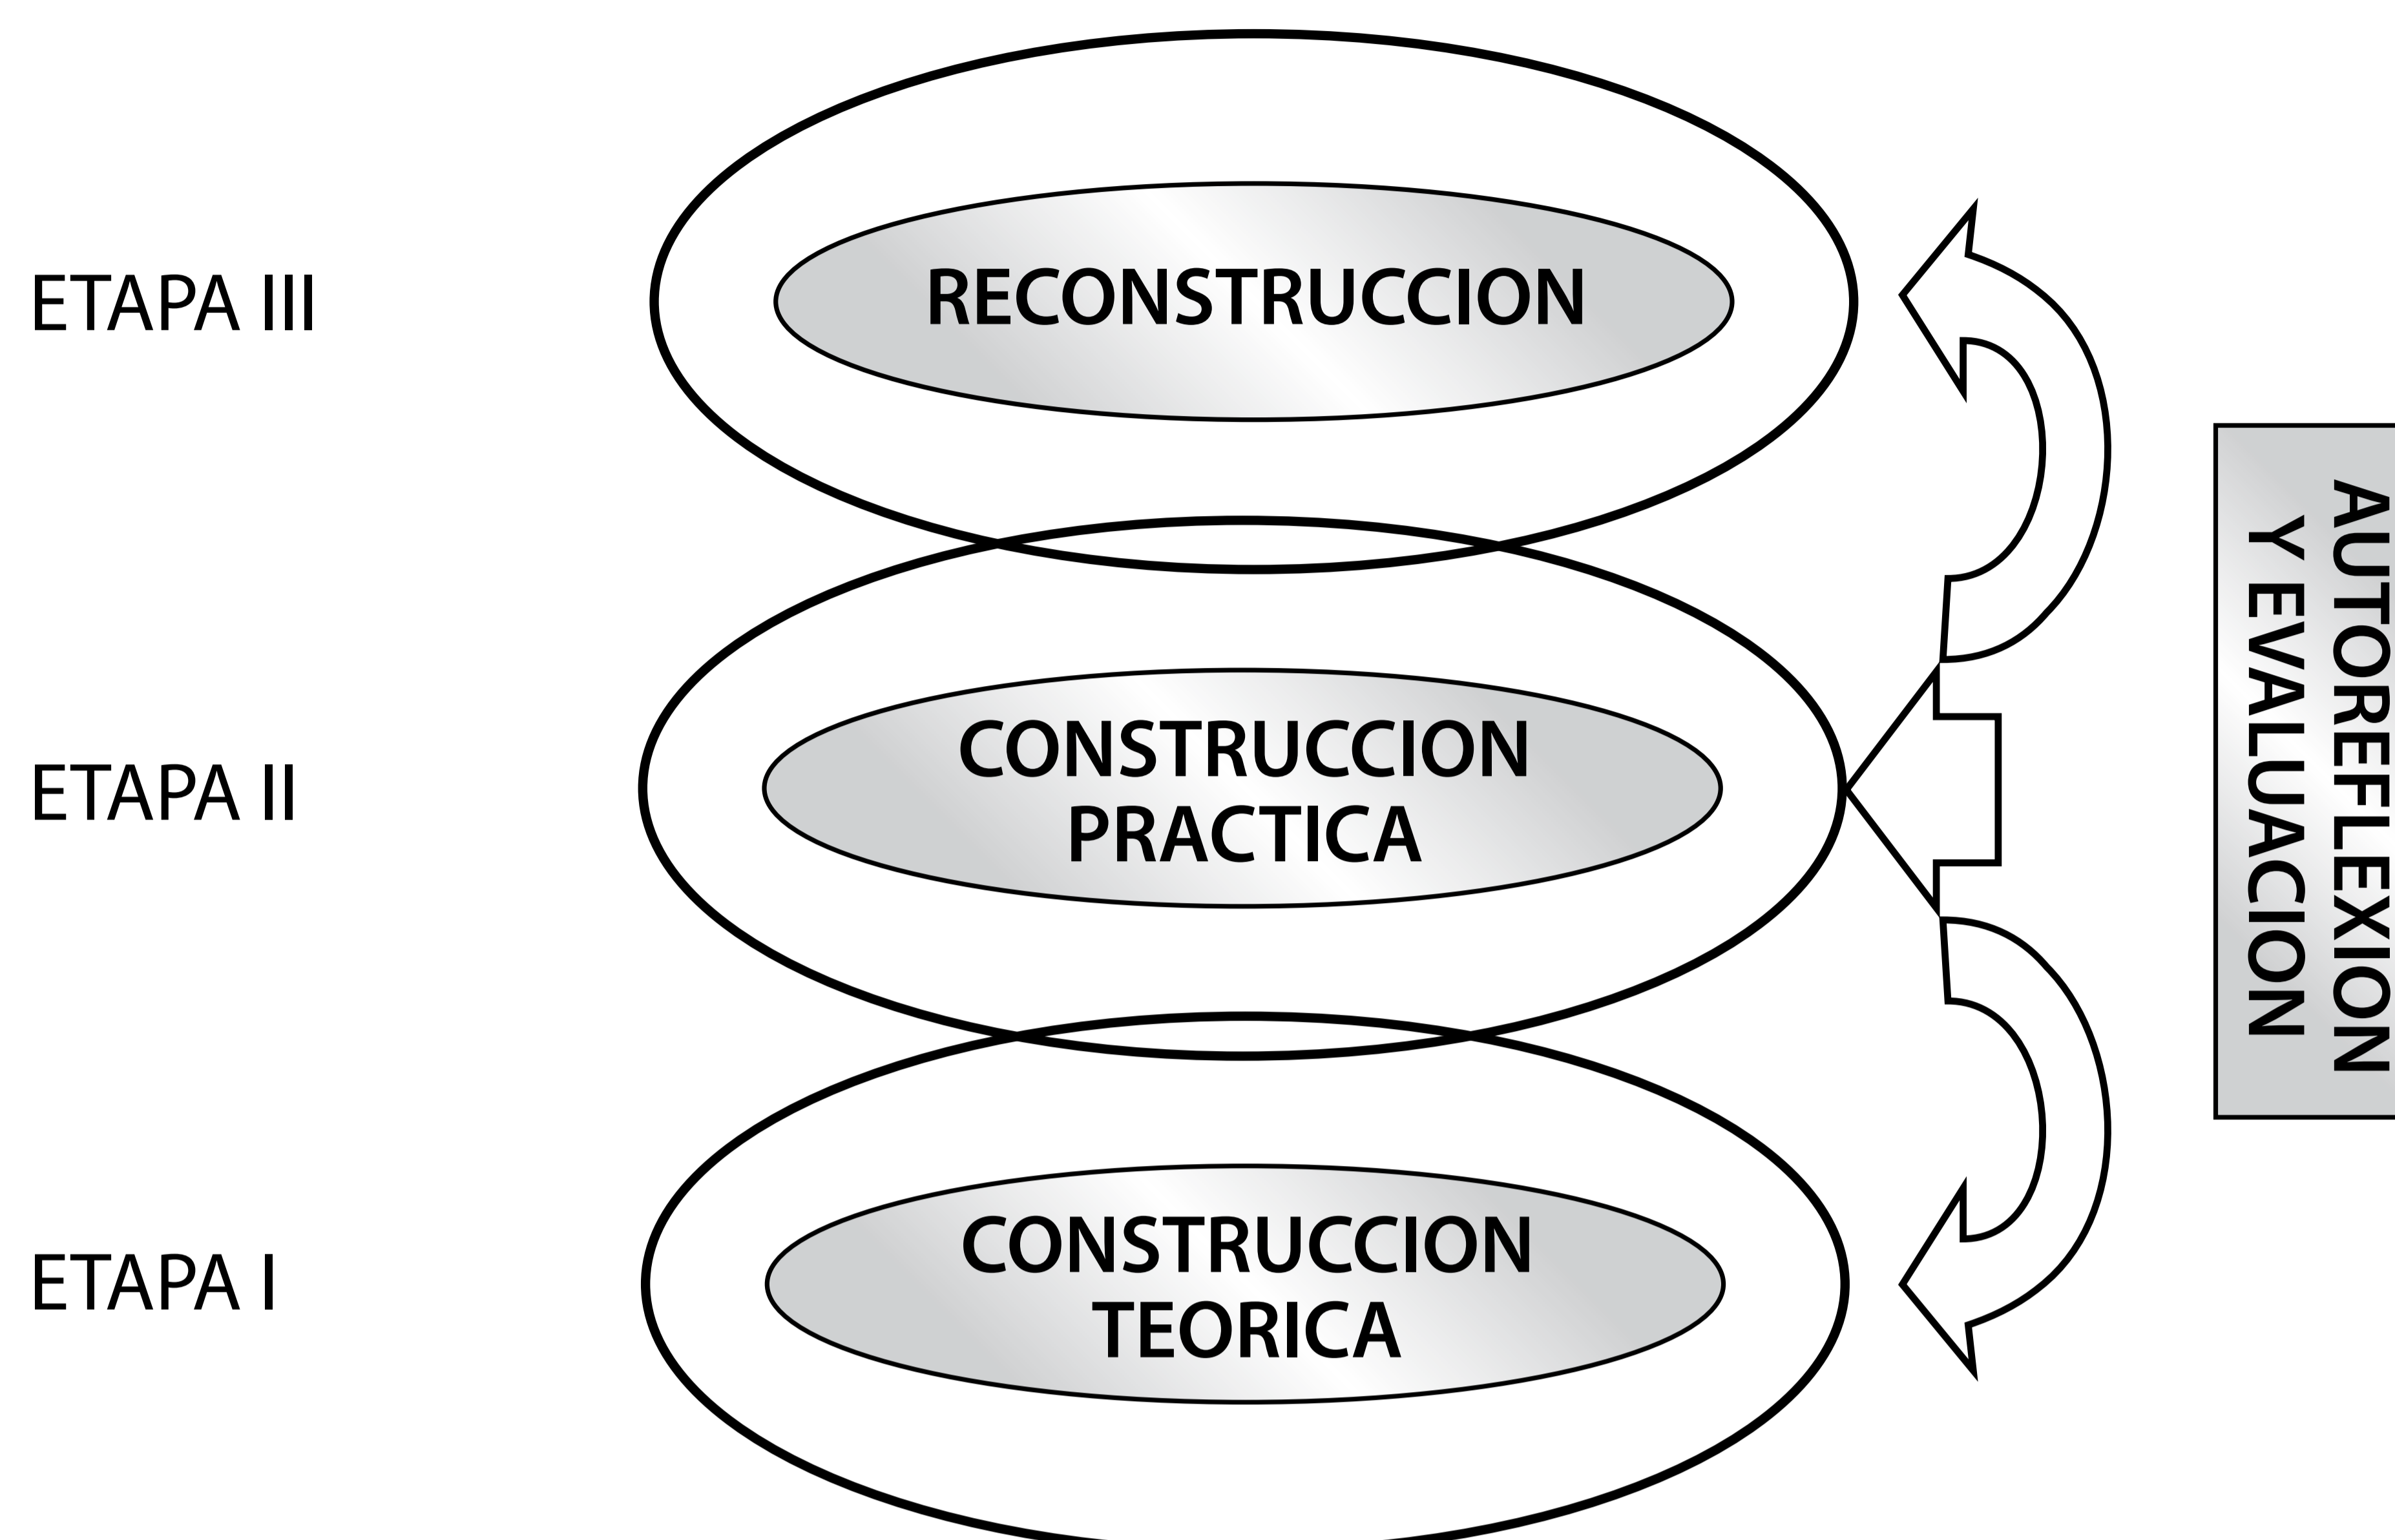 ETAPA III
RECONSTRUCCION
ETAPA II
CONSTRUCCION
PRACTICA
ETAPA I
CONSTRUCCION
TEORICA
AUTOREFLEXION
Y EVALUACION